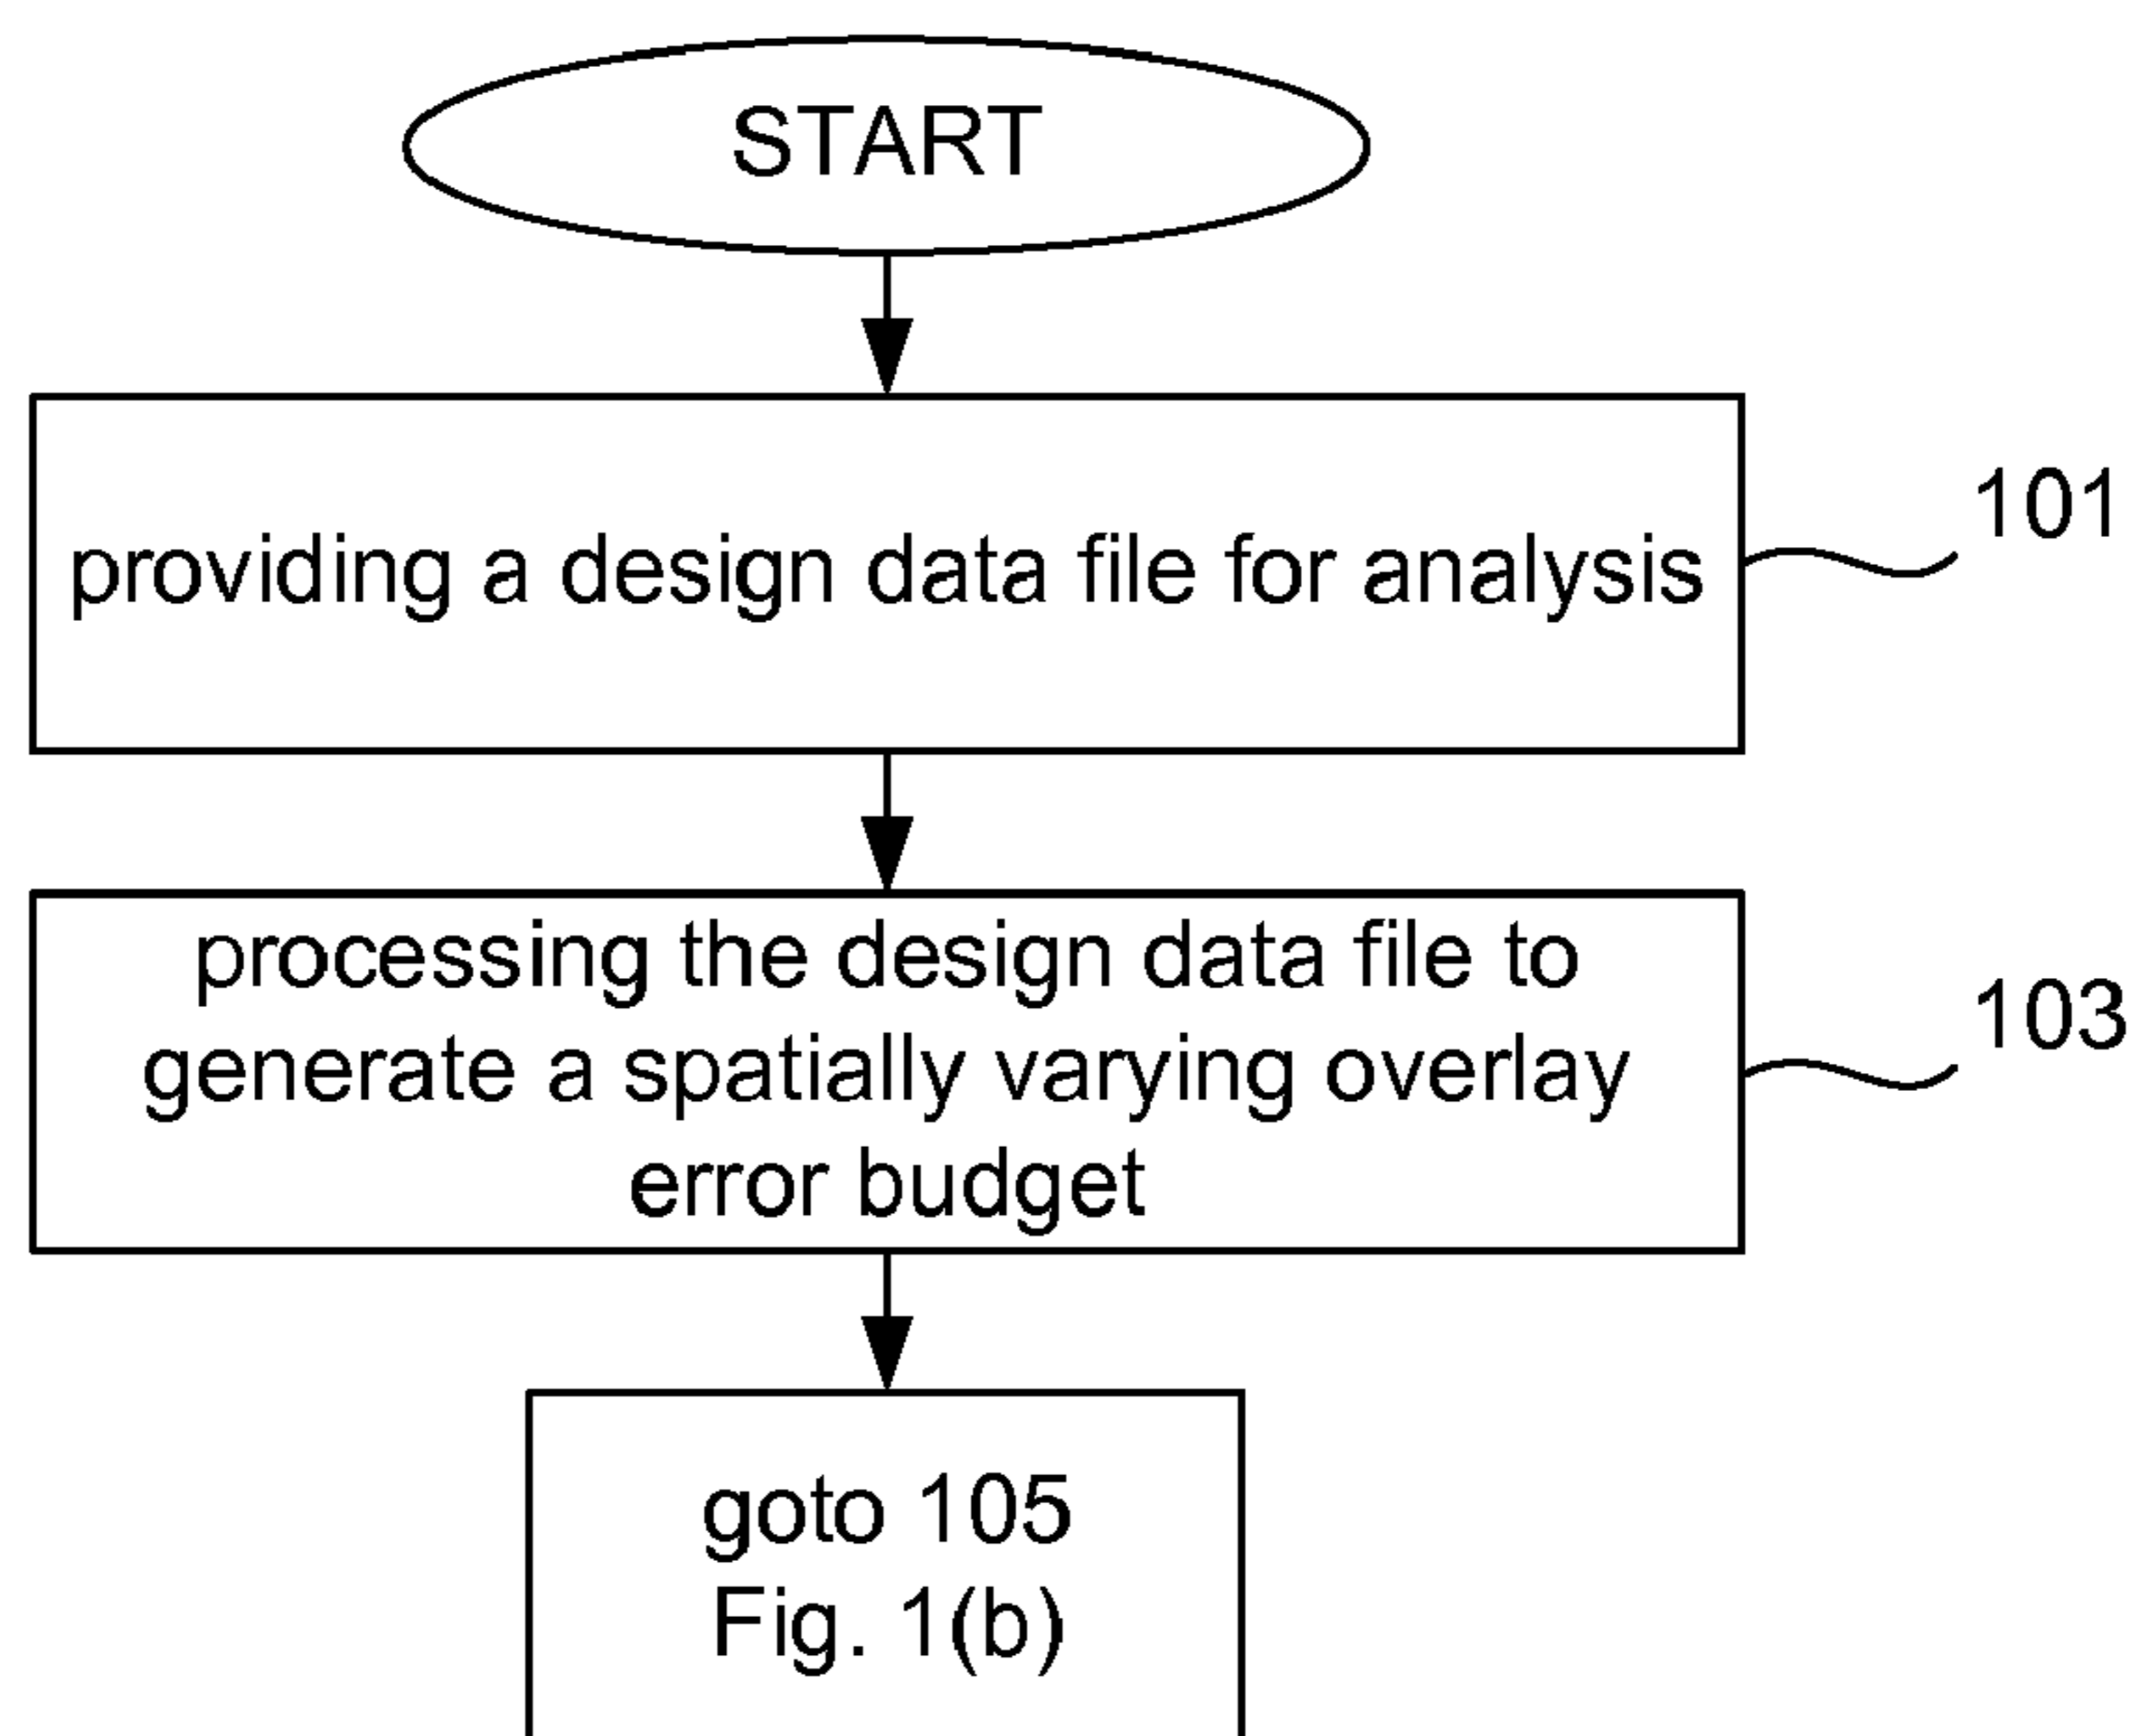 START
providing a design data file for analysis
101
processing the design data file to
generate a spatially varying overlay
error budget
103
goto 105
Fig. 1(b)